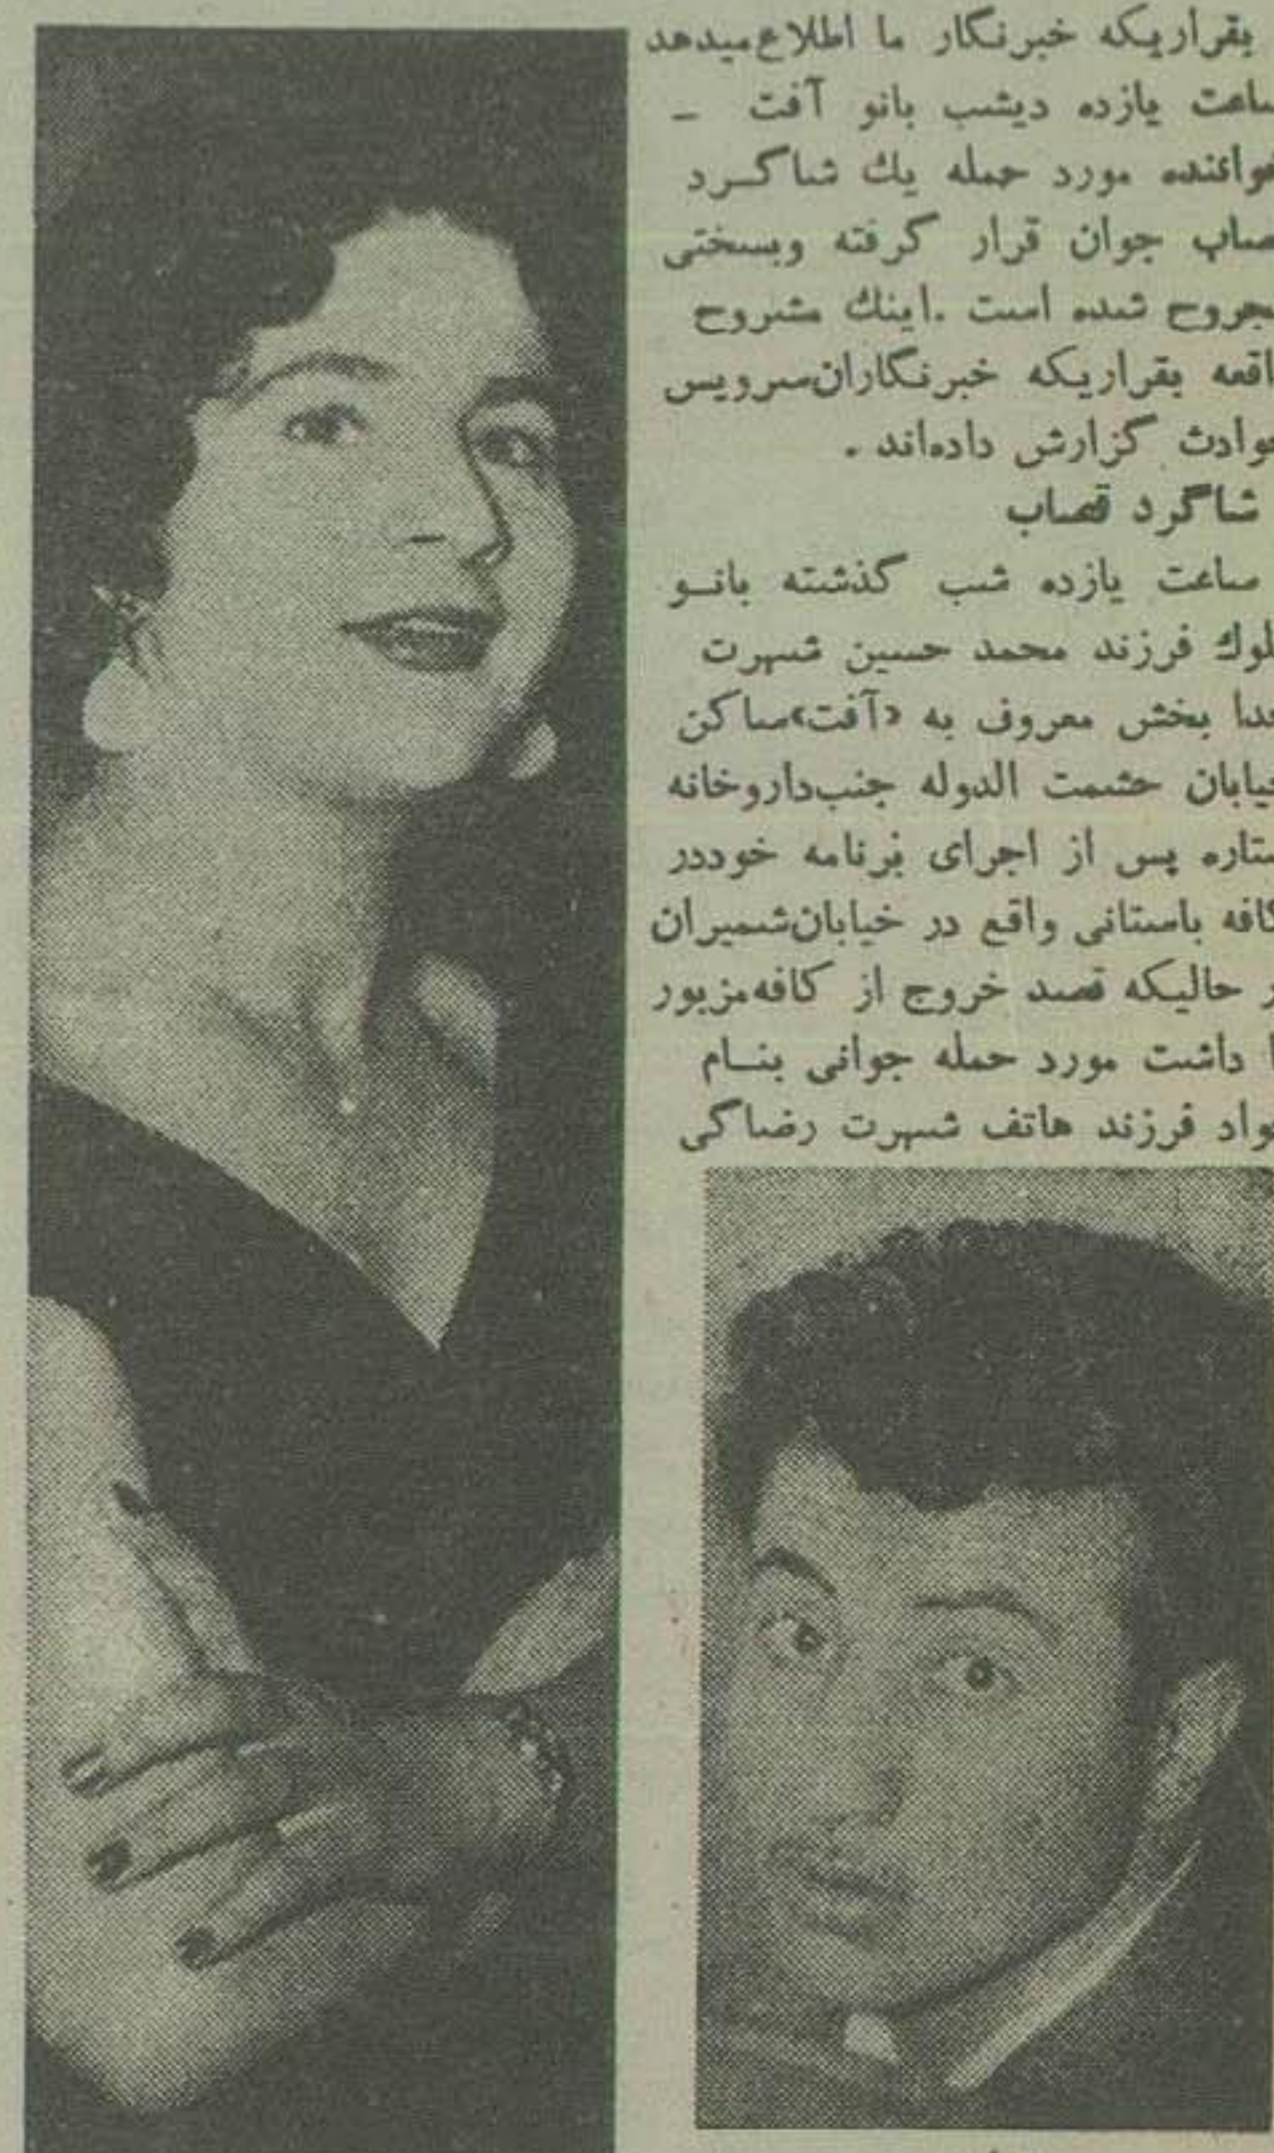 بقراریکه خبرنگار ما اطلاع میدهد
ساعت یازده دیشب بانو آفت -
خواننده مورد حمله یك شاگرد
قصاب جوان قرار گرفته وبسختی
مجروح شده است . اینك مشروح
واقعه بقراریکه خبرنگاران سرویس
حوادث گزارش داده‌اند .
شاگرد قصاب
ساعت یازده شب گذشته بانو
ملوك فرزند محمد حسین شهرت
خدا بخش معروف به «آفت» ساکن
خیابان حشمت الدوله جنب داروخانه
ستاره پس از اجرای برنامه خوددر
کافه باستانی واقع در خیابان شمیران
در حالیکه قصد خروج از کافه مزبور
را داشت مورد حمله جوانی بنام
جواد فرزند هاتف شهرت رضاکی